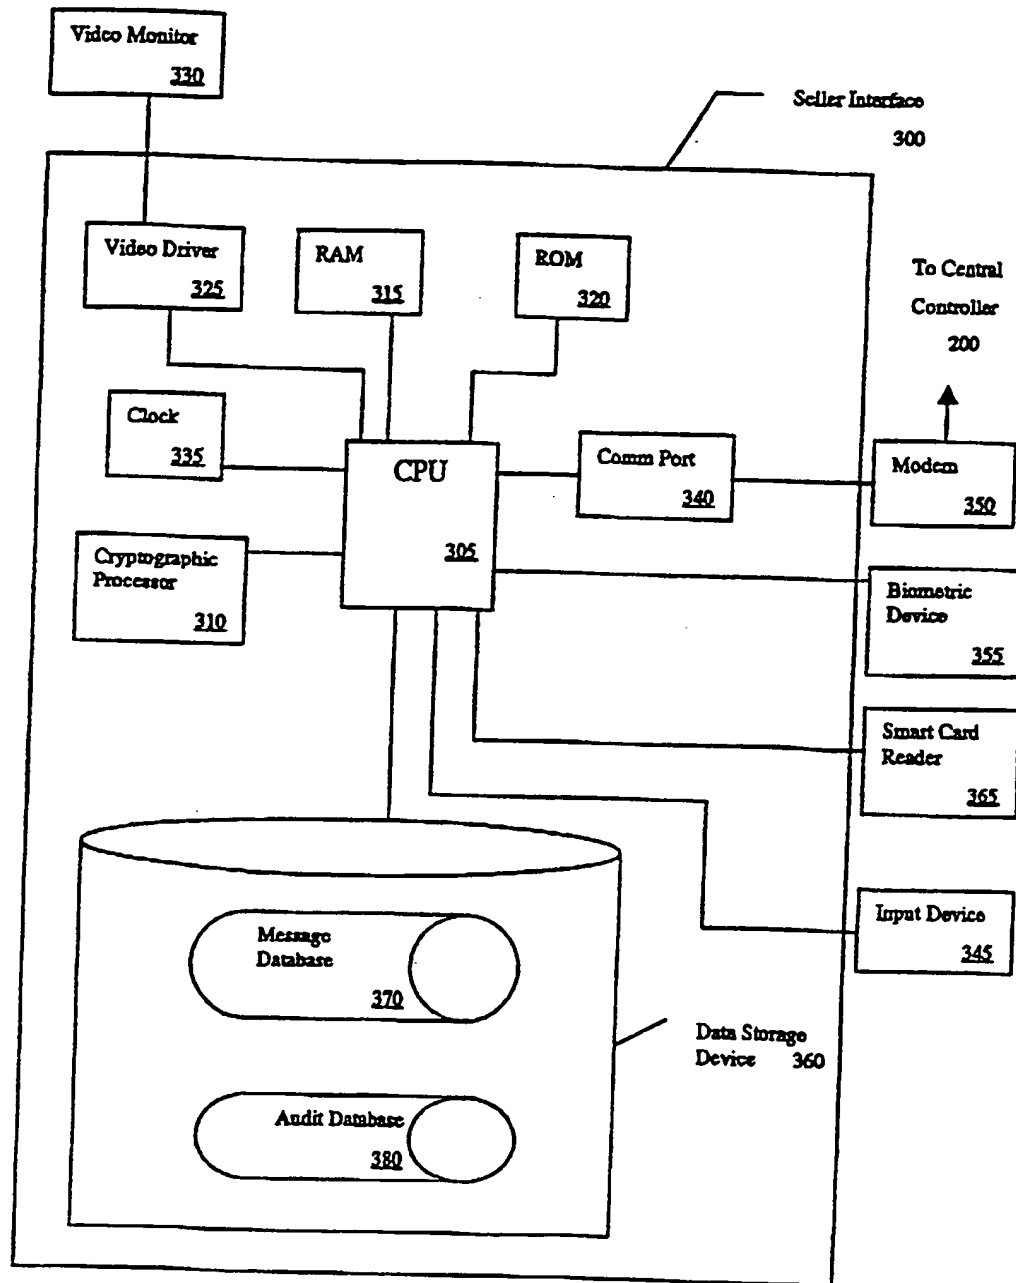 Video Monitor
330
Seller Interface
300
Video Driver
325
RAM
315
ROM
320
To Central
Controller
200
Clock
335
CPU
305
Comm Port
340
Modem
350
Cryptographic
Processor
310
Biometric
Device
355
Smart Card
Reader
365
Input Device
345
Message
Database
370
Data Storage
Device 360
Audit Database
380